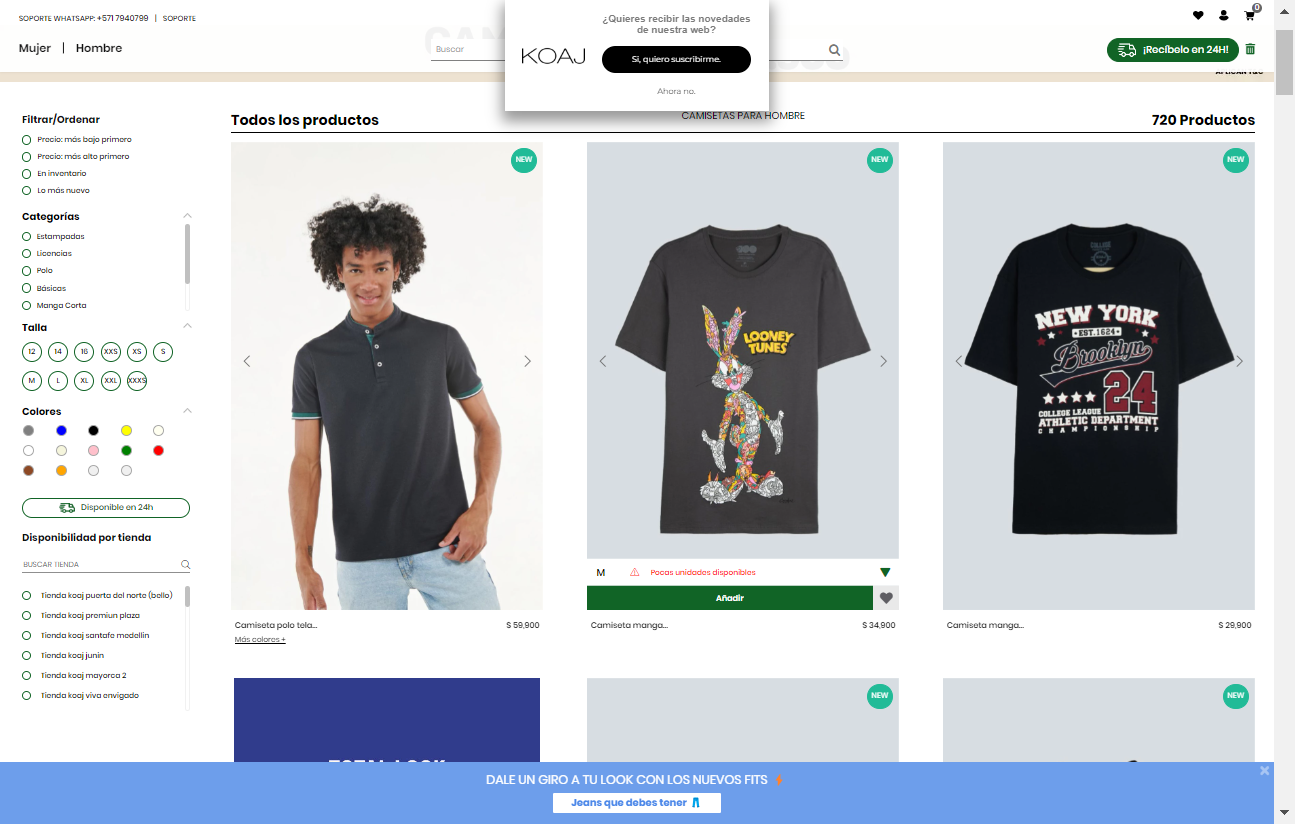 SOPORTE WHATSAPP: +571 7940799 | SOPORTE
0
Mujer | Hombre
Buscar
¡Recíbelo en 24H!
¿Quieres recibir las novedades
de nuestra web?
KOAJ
Sí, quiero suscribirme.
Ahora no.
Filtrar/Ordenar
Precio: más bajo primero
Precio: más alto primero
En inventario
Lo más nuevo
Categorías
Estampadas
Licencias
Polo
Básicas
Manga Corta
Talla
12 14 16 XXS XS S
M L XL XXL XXXS
Colores
Disponible en 24h
Disponibilidad por tienda
BUSCAR TIENDA
Tienda koaj puerta del norte (bello)
Tienda koaj premiun plaza
Tienda koaj santafe medellin
Tienda koaj junin
Tienda koaj mayorca 2
Tienda koaj viva envigado
Todos los productos
CAMISETAS PARA HOMBRE
720 Productos
NEW
NEW
NEW
LOONEY
TUNES
COLLEGE
NEW YORK
EST.1624
Brooklyn
24
COLLEGE LEAGUE
ATHLETIC DEPARTMENT
CHAMPIONSHIP
M Pocas unidades disponibles
Añadir
Camiseta polo tela... $ 59,900
Más colores +
Camiseta manga... $ 34,900
Camiseta manga... $ 29,900
TOTAL LOOK
NEW
NEW
DALE UN GIRO A TU LOOK CON LOS NUEVOS FITS
Jeans que debes tener